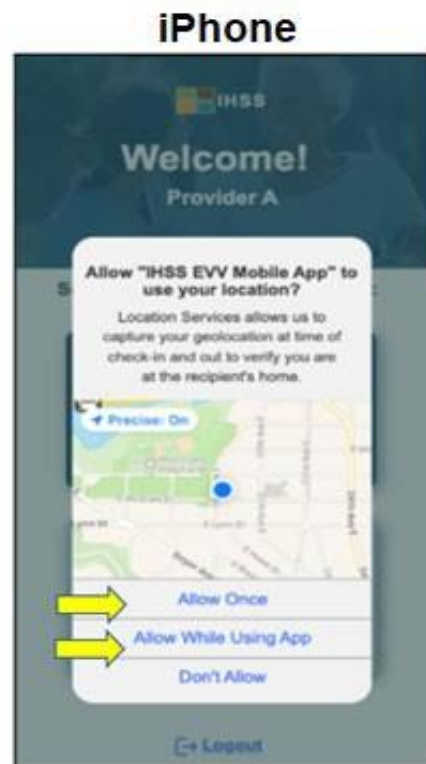 iPhone
IHSS
Welcome!
Provider A
Allow "IHSS EVV Mobile App" to
use your location?
Location Services allows us to
capture your geolocation at time of
check-in and out to verify you are
at the recipient's home.
Precise: On
Allow Once
Allow While Using App
Don't Allow
Logout